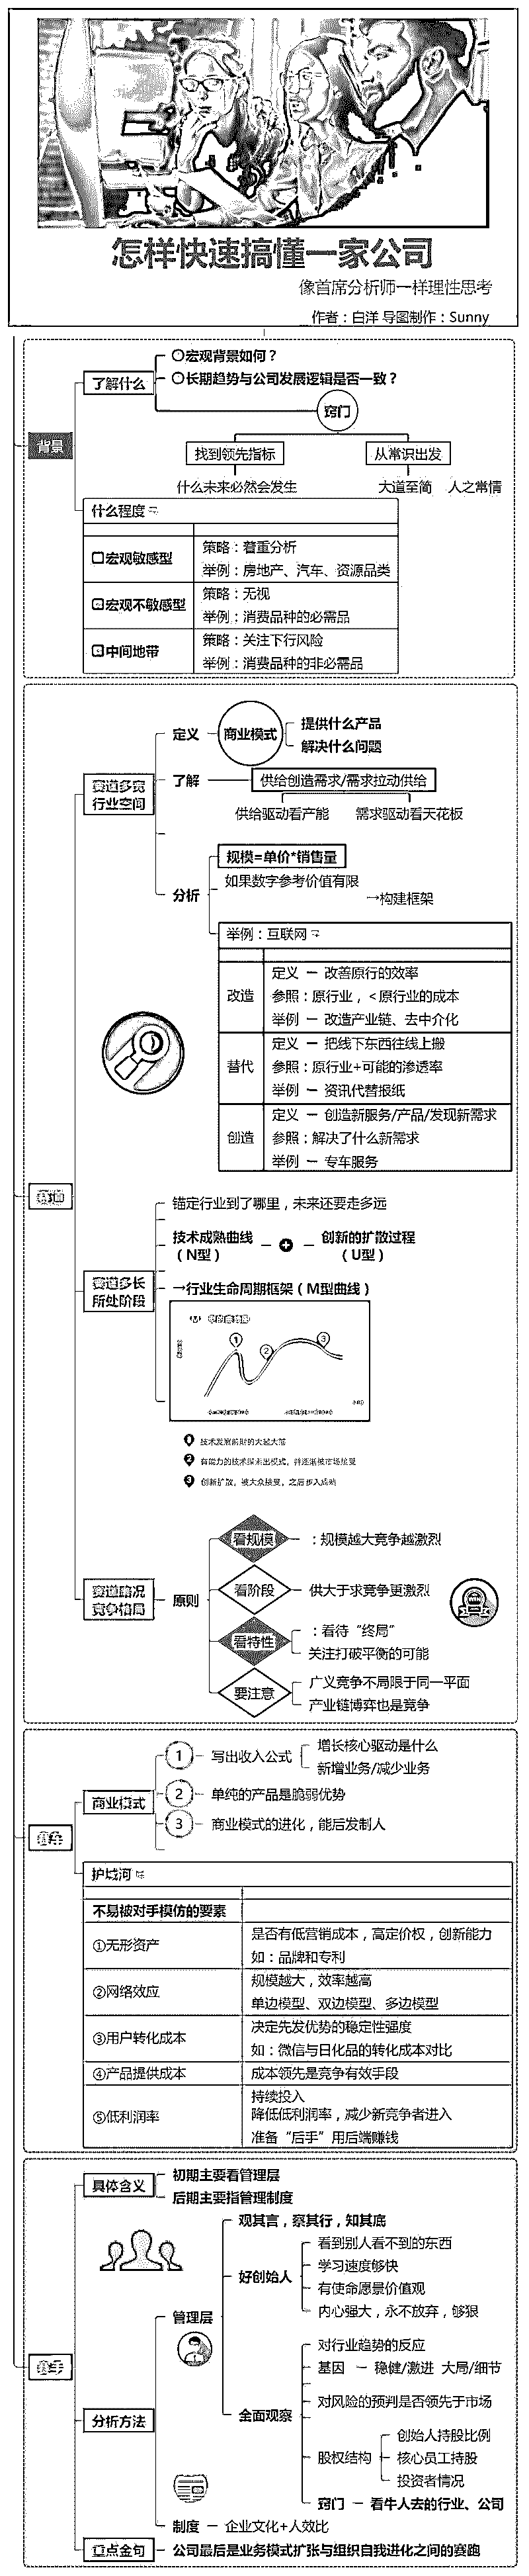 怎样快速搞懂一家公司
像首席分析师一样理性思考
作者：白洋 导图制作：Sunny
背景
了解什么
宏观背景如何？
长期趋势与公司发展逻辑是否一致？
窍门
找到领先指标
从常识出发
什么未来必然会发生
大道至简 人之常情
什么程度
宏观敏感型
策略：着重分析
举例：房地产、汽车、资源品类
宏观不敏感型
策略：无视
举例：消费品种的必需品
中间地带
策略：关注下行风险
举例：消费品种的非必需品
赛道
赛道多宽
行业空间
定义
商业模式
提供什么产品
解决什么问题
了解
供给创造需求/需求拉动供给
供给驱动看产能
需求驱动看天花板
分析
规模=单价*销售量
如果数字参考价值有限
→构建框架
举例：互联网
改造
定义 — 改善原行的效率
参照：原行业，<原行业的成本
举例 — 改造产业链、去中介化
替代
定义 — 把线下东西往线上搬
参照：原行业+可能的渗透率
举例 — 资讯代替报纸
创造
定义 — 创造新服务/产品/发现新需求
参照：解决了什么新需求
举例 — 专车服务
赛道多长
所处阶段
锚定行业到了哪里，未来还要走多远
技术成熟曲线
（N型）
创新的扩散过程
（U型）
→行业生命周期框架（M型曲线）
1
2
3
1 技术发展前期的大起大落
2 有能力的技术探索出模式，并逐渐被市场接受
3 创新扩散，被大众接受，之后步入成熟
赛道情况
竞争格局
原则
看规模
：规模越大竞争越激烈
看阶段
供大于求竞争更激烈
看特性
：看待“终局”
关注打破平衡的可能
要注意
广义竞争不局限于同一平面
产业链博弈也是竞争
商业模式
1 写出收入公式
增长核心驱动是什么
新增业务/减少业务
2 单纯的产品是脆弱优势
3 商业模式的进化，能后发制人
护城河
不易被对手模仿的要素
①无形资产
是否有低营销成本，高定价权，创新能力
如：品牌和专利
②网络效应
规模越大，效率越高
单边模型、双边模型、多边模型
③用户转化成本
决定先发优势的稳定性强度
如：微信与日化品的转化成本对比
④产品提供成本
成本领先是竞争有效手段
⑤低利润率
持续投入
降低低利润率，减少新竞争者进入
准备“后手”用后端赚钱
具体含义
初期主要看管理层
后期主要指管理制度
分析方法
管理层
观其言，察其行，知其底
好创始人
看到别人看不到的东西
学习速度够快
有使命愿景价值观
内心强大，永不放弃，够狠
全面观察
对行业趋势的反应
基因 — 稳健/激进 大局/细节
对风险的预判是否领先于市场
股权结构
创始人持股比例
核心员工持股
投资者情况
窍门 — 看牛人去的行业、公司
制度 — 企业文化+人效比
重点金句
公司最后是业务模式扩张与组织自我进化之间的赛跑